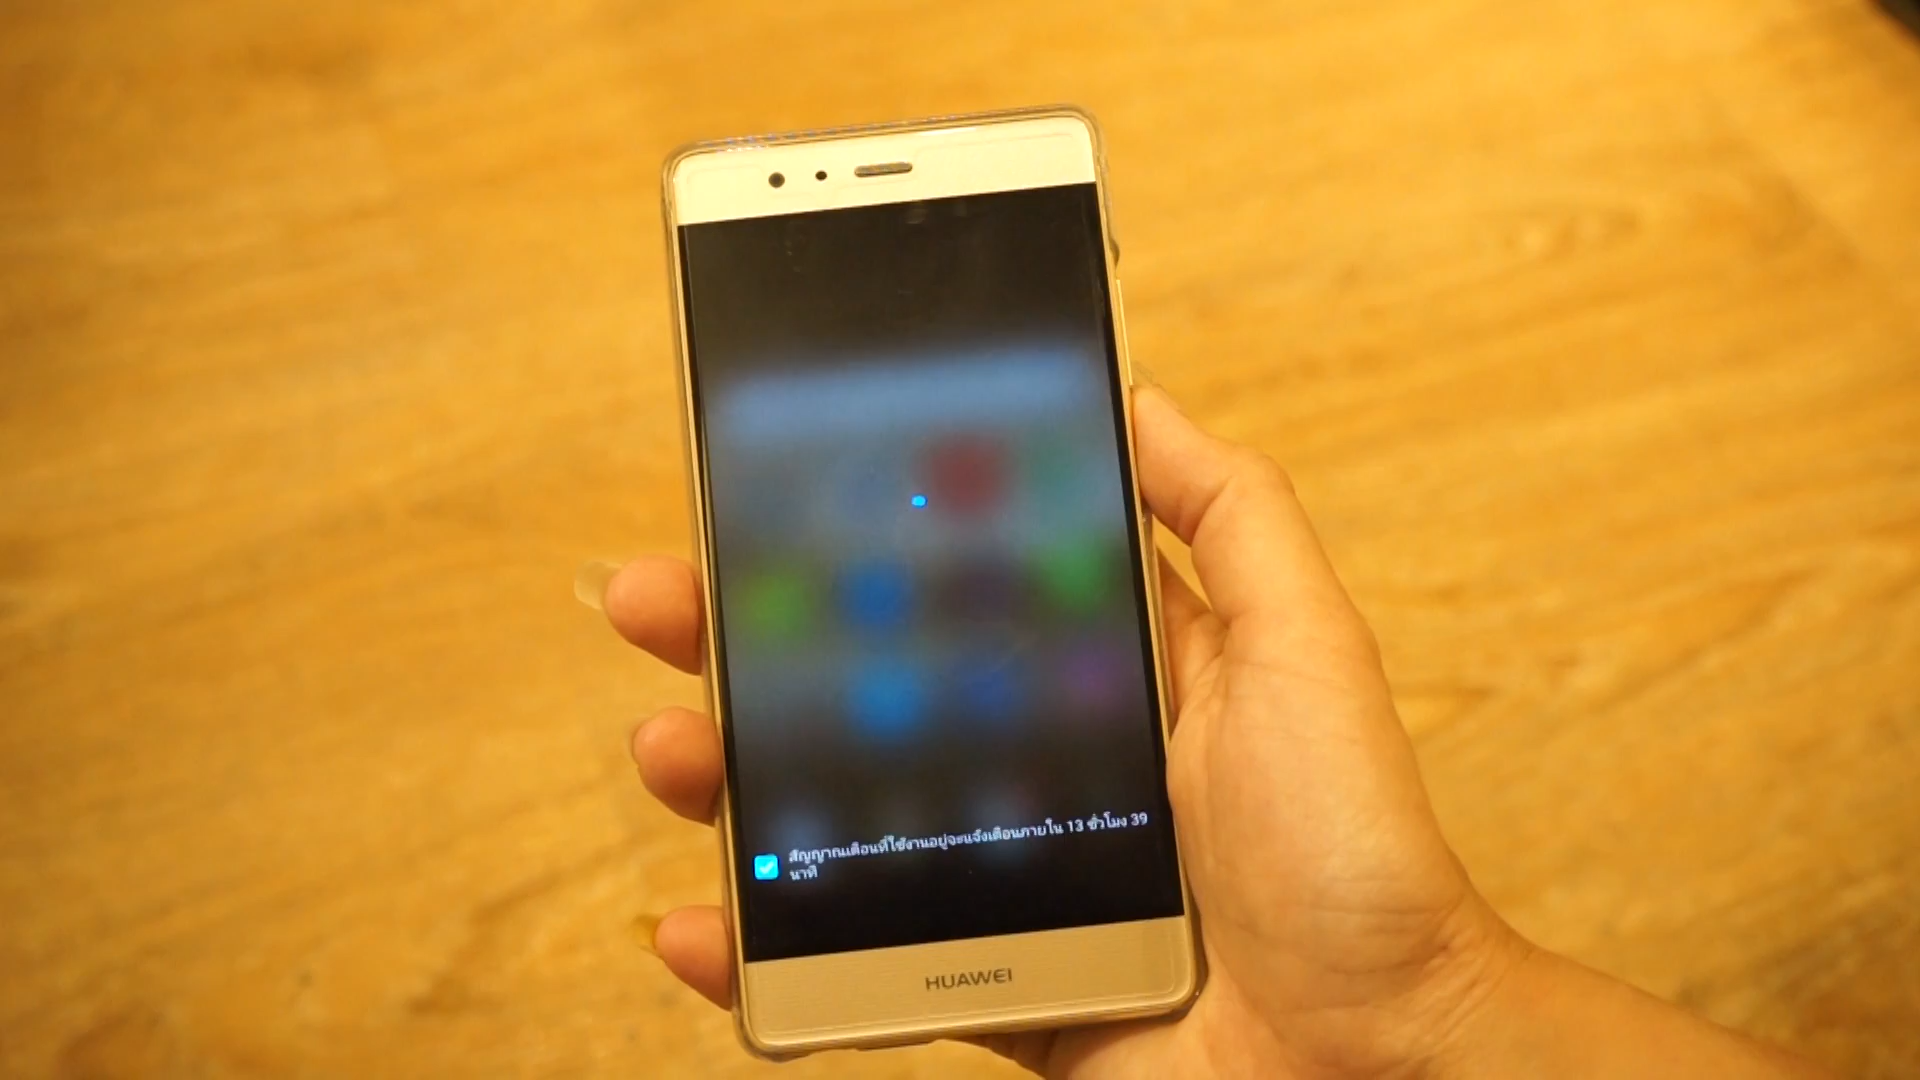 สัญญาณเตือนที่ใช้งานอยู่จะแจ้งเตือนภายใน 13 ชั่วโมง 39
นาที
HUAWEI